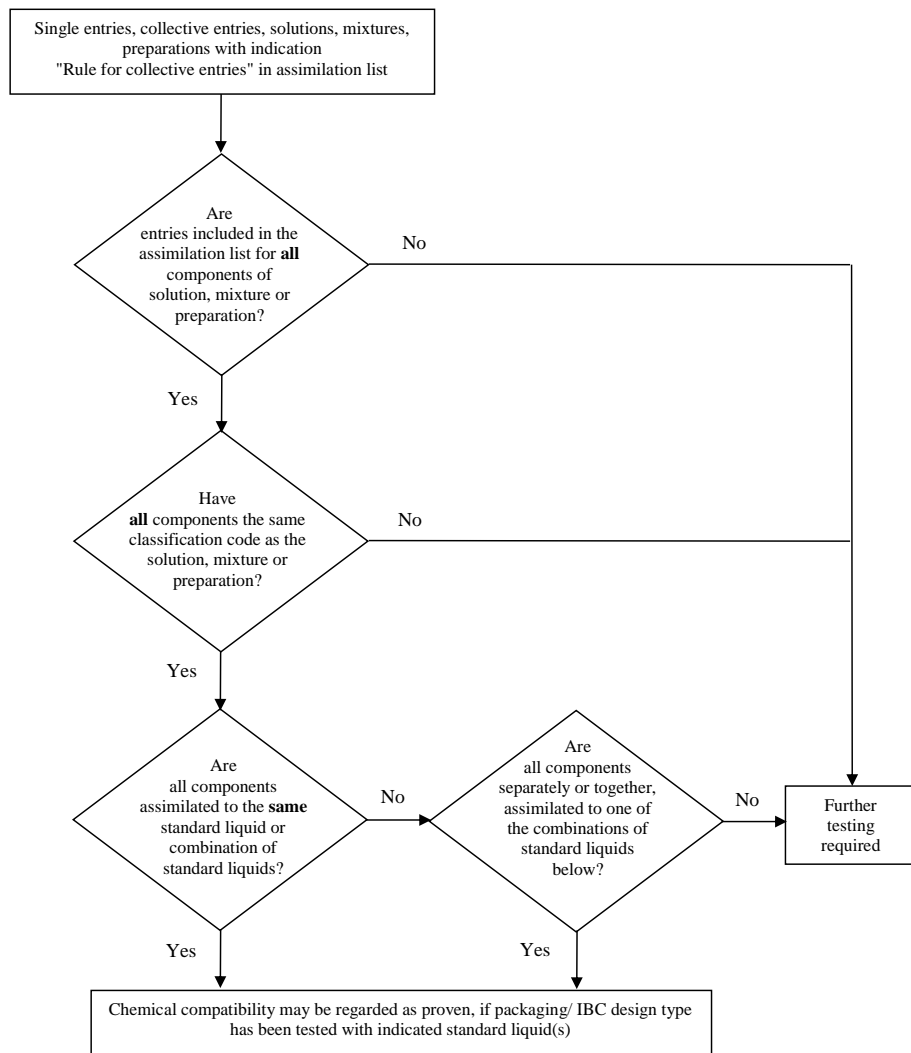 Single entries, collective entries, solutions, mixtures,
preparations with indication
"Rule for collective entries" in assimilation list
Are
entries included in the
assimilation list for all
components of
solution, mixture or
preparation?
No
Yes
Have
all components the same
classification code as the
solution, mixture or
preparation?
No
Yes
Are
all components
assimilated to the same
standard liquid or
combination of
standard liquids?
No
Are
all components
separately or together,
assimilated to one of
the combinations of
standard liquids
below?
No
Further
testing
required
Yes
Yes
Chemical compatibility may be regarded as proven, if packaging/ IBC design type
has been tested with indicated standard liquid(s)